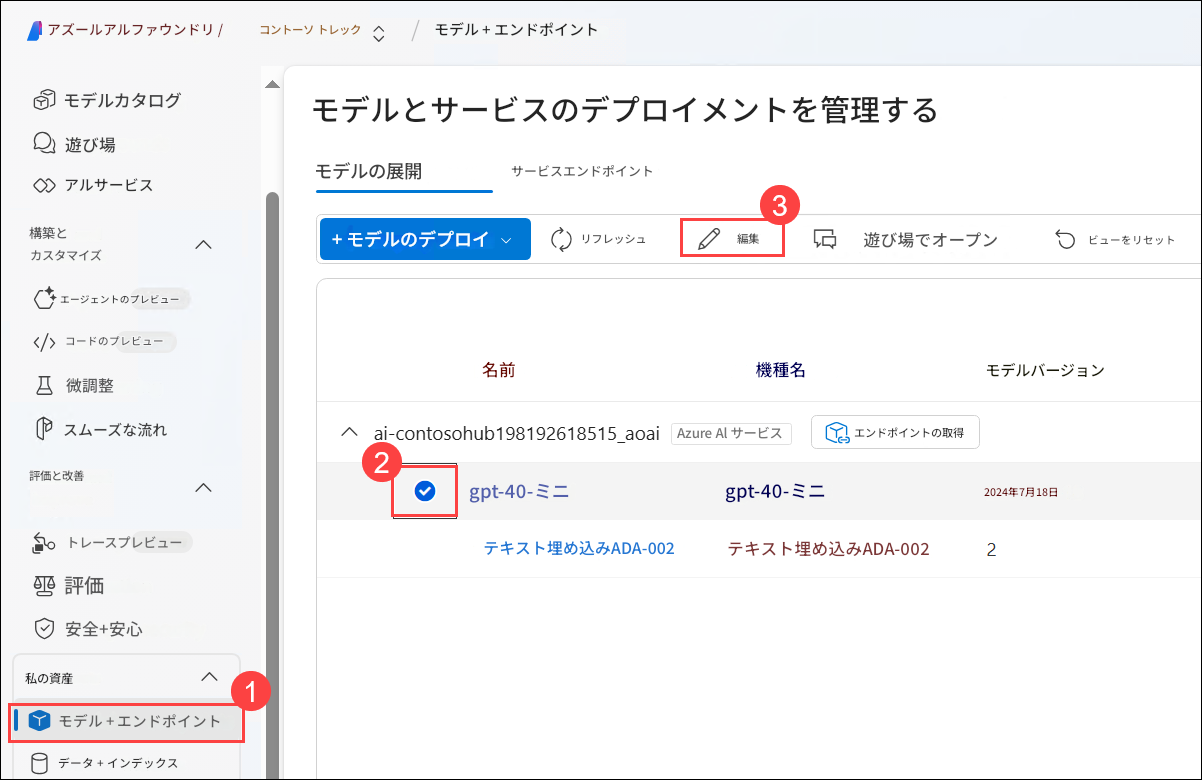 アズールアルファウンドリ / コントーソ トレック / モデル + エンドポイント
モデルカタログ
遊び場
アルサービス
構築と
カスタマイズ
エージェントのプレビュー
コードのプレビュー
微調整
スムーズな流れ
評価と改善
トレースプレビュー
評価
安全+安心
私の資産
1
モデル + エンドポイント
データ + インデックス
モデルとサービスのデプロイメントを管理する
モデルの展開 サービスエンドポイント
3
+ モデルのデプロイ リフレッシュ 編集 遊び場でオープン ビューをリセット
名前 機種名 モデルバージョン
ai-contosohub198192618515_aoai Azure Al サービス エンドポイントの取得
2
gpt-40-ミニ gpt-40-ミニ 2024年7月18日
テキスト埋め込みADA-002 テキスト埋め込みADA-002 2